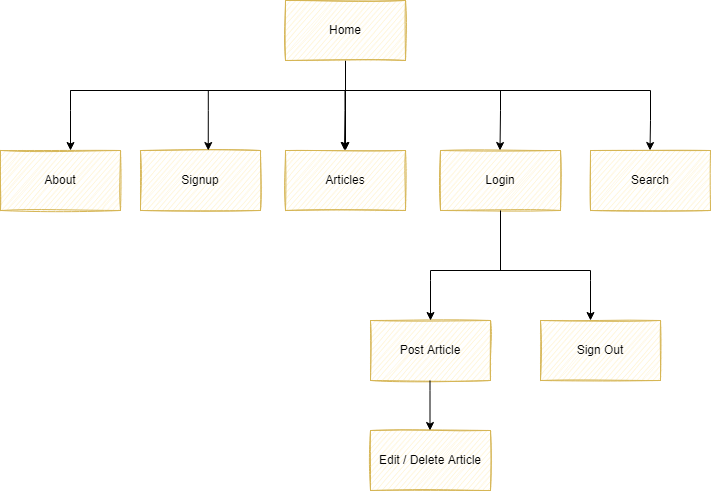 Home
About
Signup
Articles
Login
Search
Post Article
Sign Out
Edit / Delete Article